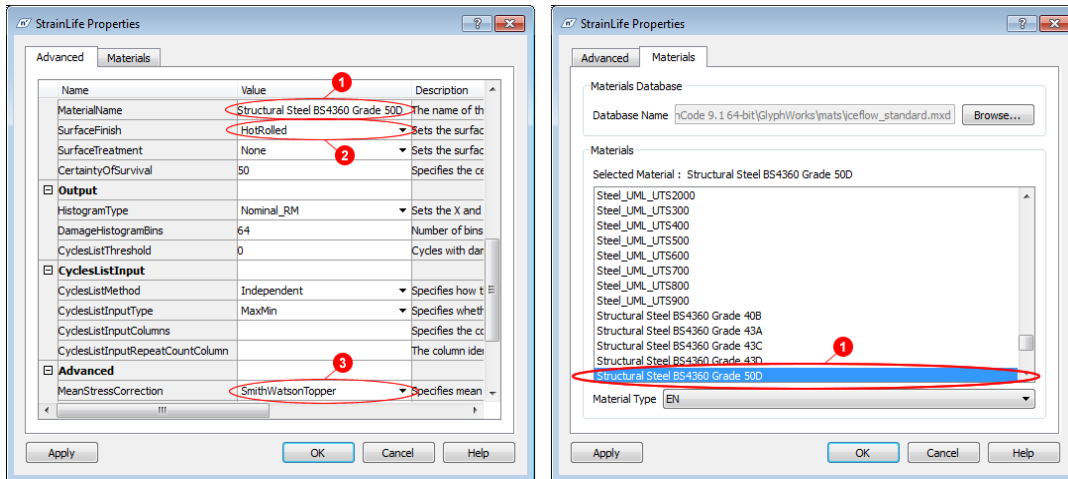 StrainLife Properties
Advanced Materials
Name Value Description
1
MaterialName Structural Steel BS4360 Grade 50D The name of th
SurfaceFinish HotRolled Sets the surfac
2
SurfaceTreatment None Sets the surfac
CertaintyOfSurvival 50 Specifies the ce
Output
HistogramType Nominal_RM Sets the X and
DamageHistogramBins 64 Number of bins
CyclesListThreshold 0 Cycles with dar
CyclesListInput
CyclesListMethod Independent Specifies how t
CyclesListInputType MaxMin Specifies wheth
CyclesListInputColumns Specifies the co
CyclesListInputRepeatCountColumn The column ider
3
Advanced
MeanStressCorrection SmithWatsonTopper Specifies mean
Apply OK Cancel Help
StrainLife Properties
Advanced Materials
Materials Database
Database Name nCode 9.1 64-bit\GlyphWorks\mats\iceflow_standard.mxd Browse...
Materials
Selected Material : Structural Steel BS4360 Grade 50D
Steel_UML_UTS2000
Steel_UML_UTS300
Steel_UML_UTS400
Steel_UML_UTS500
Steel_UML_UTS600
Steel_UML_UTS700
Steel_UML_UTS800
Steel_UML_UTS900
Structural Steel BS4360 Grade 40B
Structural Steel BS4360 Grade 43A
Structural Steel BS4360 Grade 43C
1
Structural Steel BS4360 Grade 43D
Structural Steel BS4360 Grade 50D
Material Type EN
Apply OK Cancel Help